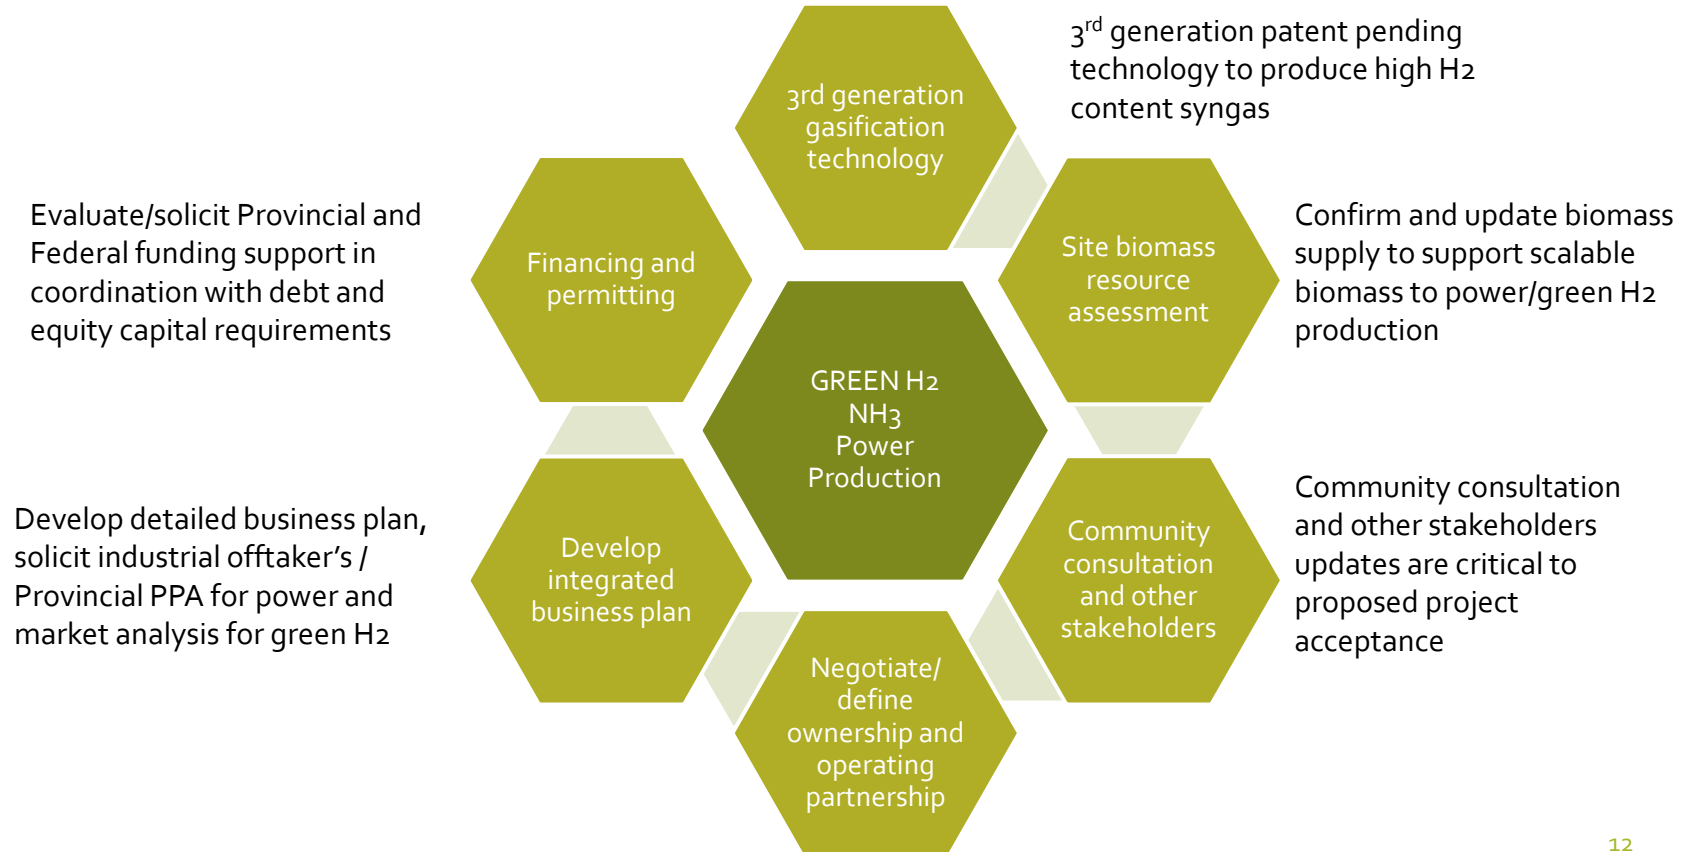 3rd generation patent pending
technology to produce high H2
content syngas
3rd generation
gasification
technology
Evaluate/solicit Provincial and
Federal funding support in
coordination with debt and
equity capital requirements
Financing and
permitting
Site biomass
resource
assessment
Confirm and update biomass
supply to support scalable
biomass to power/green H2
production
GREEN H2
NH3
Power
Production
Develop detailed business plan,
solicit industrial offtaker’s /
Provincial PPA for power and
market analysis for green H2
Develop
integrated
business plan
Community
consultation
and other
stakeholders
Community consultation
and other stakeholders
updates are critical to
proposed project
acceptance
Negotiate/
define
ownership and
operating
partnership
12